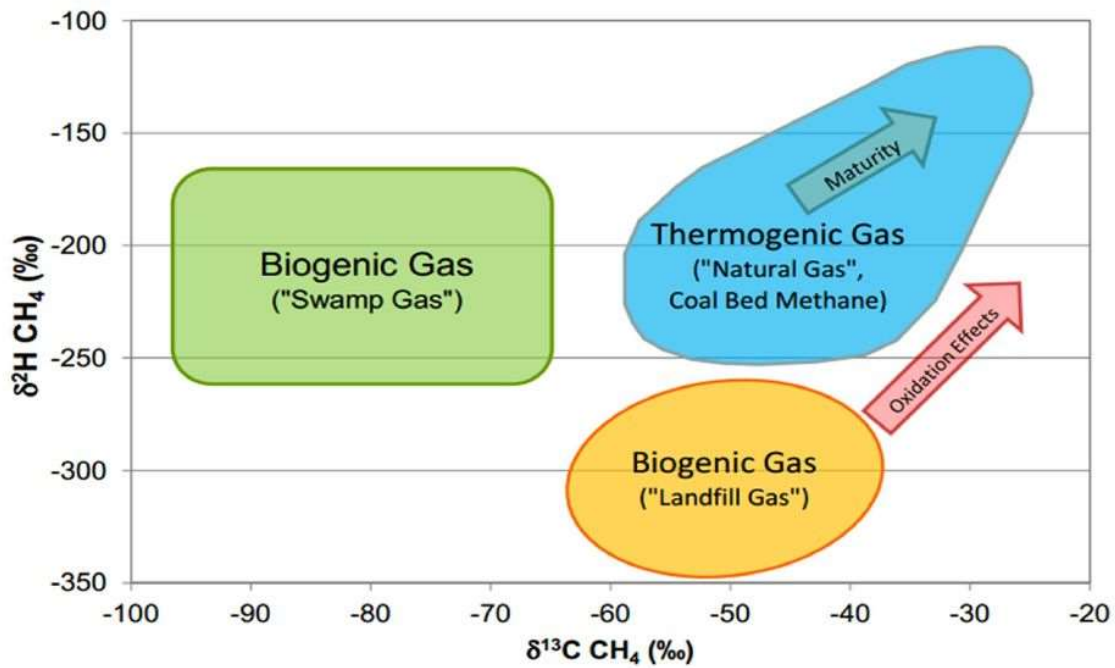 -100
-150
-200
-250
-300
-350
δ²H CH₄ (‰)
Biogenic Gas
("Swamp Gas")
Maturity
Thermogenic Gas
("Natural Gas",
Coal Bed Methane)
Oxidation Effects
Biogenic Gas
("Landfill Gas")
-100 -90 -80 -70 -60 -50 -40 -30 -20
δ¹³C CH₄ (‰)